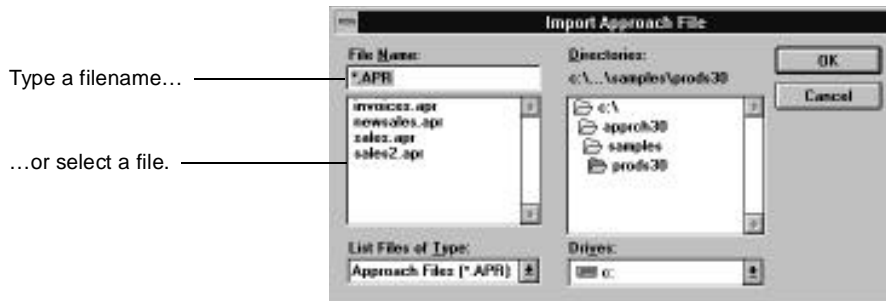 Import Approach File
Type a filename…
…or select a file.
File Name:
*.APR
invoices.apr
newsales.apr
sales.apr
sales2.apr
List Files of Type:
Approach Files (*.APR)
Directories:
c:\...\samples\prods30
c:\
approh30
samples
prods30
Drives:
c:
OK
Cancel